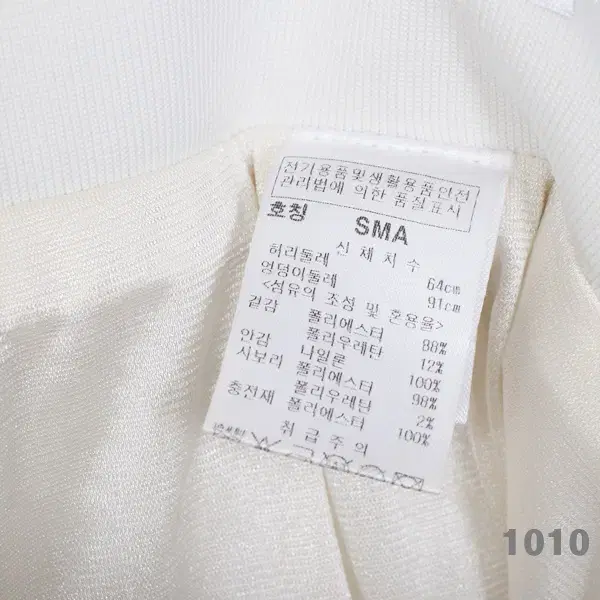 전기용품및생활용품안전
관리법에 의한 품질표시
호칭 SMA
신체치수
허리둘레 64cm
엉덩이둘레 91cm
<섬유의 조성 및 혼용율>
겉감 폴리에스터 88%
폴리우레탄 12%
안감 나일론 100%
시보리 폴리에스터 98%
폴리우레탄 2%
충전재 폴리에스터 100%
취급주의
1010